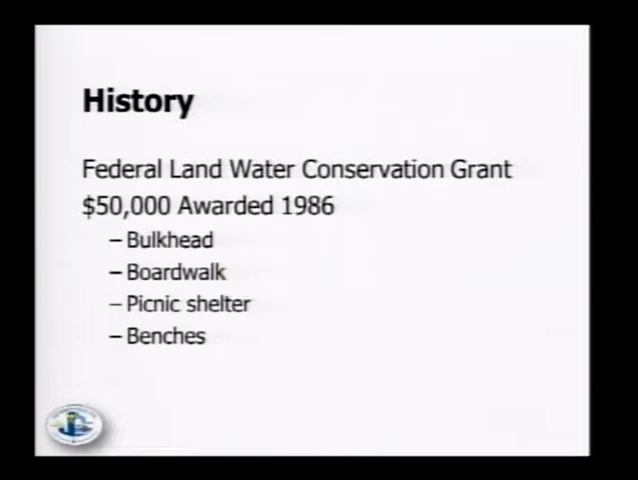 History
Federal Land Water Conservation Grant
$50,000 Awarded 1986
– Bulkhead
– Boardwalk
– Picnic shelter
– Benches